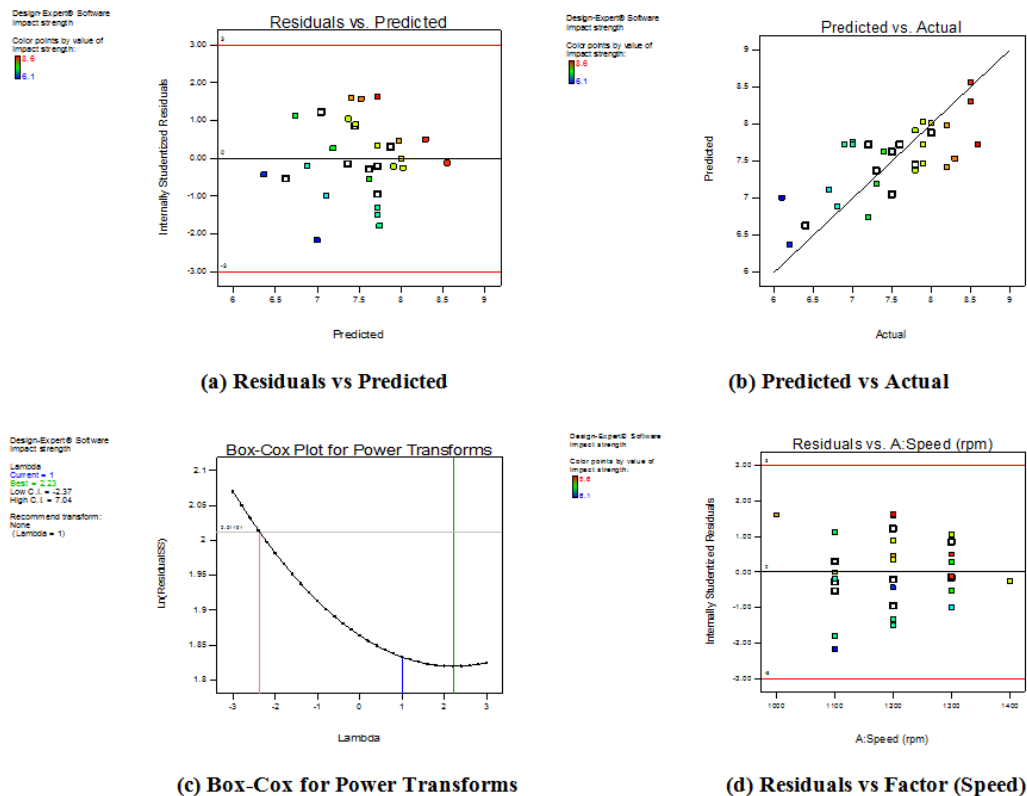 Design-Expert® Software
Impact strength
Color points by value of
Impact strength:
8.6
6.1
Residuals vs. Predicted
Internally Studentized Residuals
3.00
2.00
1.00
0.00
-1.00
-2.00
-3.00
3
0
-3
6
6.5
7
7.5
8
8.5
9
Predicted
(a) Residuals vs Predicted
Design-Expert® Software
Impact strength
Color points by value of
Impact strength:
8.6
6.1
Predicted vs. Actual
Predicted
9
8.5
8
7.5
7
6.5
6
6
6.5
7
7.5
8
8.5
9
Actual
(b) Predicted vs Actual
Design-Expert® Software
Impact strength
Lambda
Current = 1
Best = 2.23
Low C.I. = -2.37
High C.I. = 7.04
Recommend transform:
None
(Lambda = 1)
Box-Cox Plot for Power Transforms
Ln(ResidualSS)
2.1
2.05
2
1.95
1.9
1.85
1.8
-3
-2
-1
0
1
2
3
Lambda
(c) Box-Cox for Power Transforms
Design-Expert® Software
Impact strength
Color points by value of
Impact strength:
8.6
6.1
Residuals vs. A:Speed (rpm)
Internally Studentized Residuals
3.00
2.00
1.00
0.00
-1.00
-2.00
-3.00
1000
1100
1200
1300
1400
A:Speed (rpm)
(d) Residuals vs Factor (Speed)